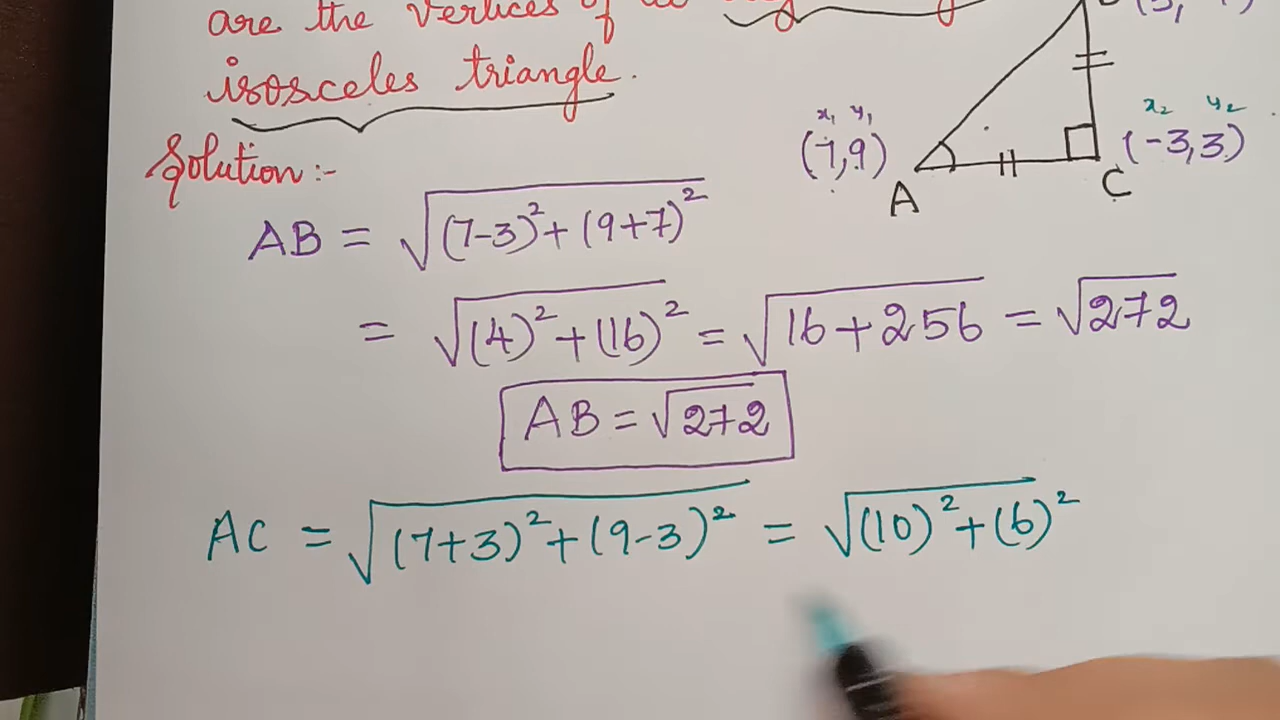 are the vertices of
isosceles triangle.
x₁ y₁
x₂ y₂
(7,9)
(-3,3)
A
C
Solution :-
AB = √(7-3)² + (9+7)²
= √(4)² + (16)² = √16+256 = √272
AB = √272
AC = √(7+3)² + (9-3)² = √(10)² + (6)²